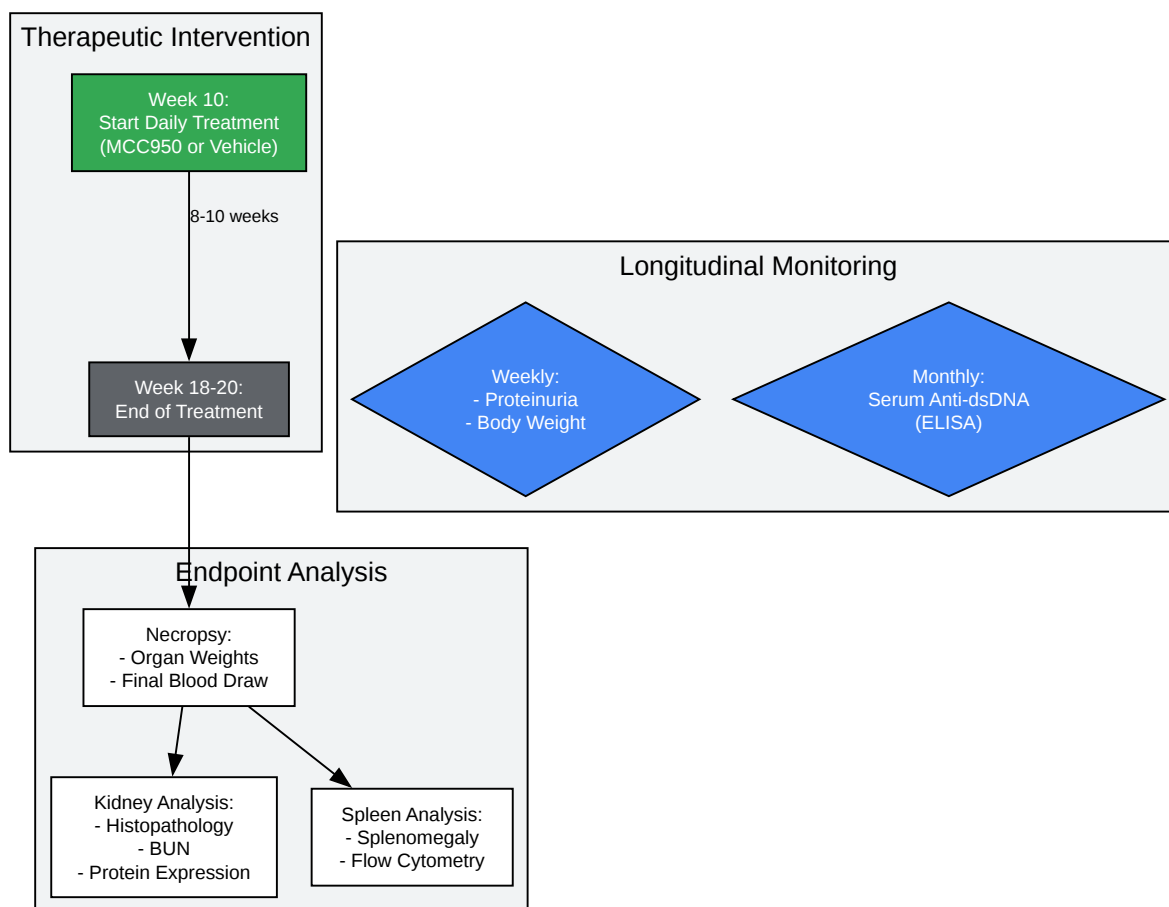 Therapeutic Intervention
Week 10:
Start Daily Treatment
(MCC950 or Vehicle)
8-10 weeks
Week 18-20:
End of Treatment
Longitudinal Monitoring
Weekly:
- Proteinuria
- Body Weight
Monthly:
Serum Anti-dsDNA
(ELISA)
Endpoint Analysis
Necropsy:
- Organ Weights
- Final Blood Draw
Kidney Analysis:
- Histopathology
- BUN
- Protein Expression
Spleen Analysis:
- Splenomegaly
- Flow Cytometry